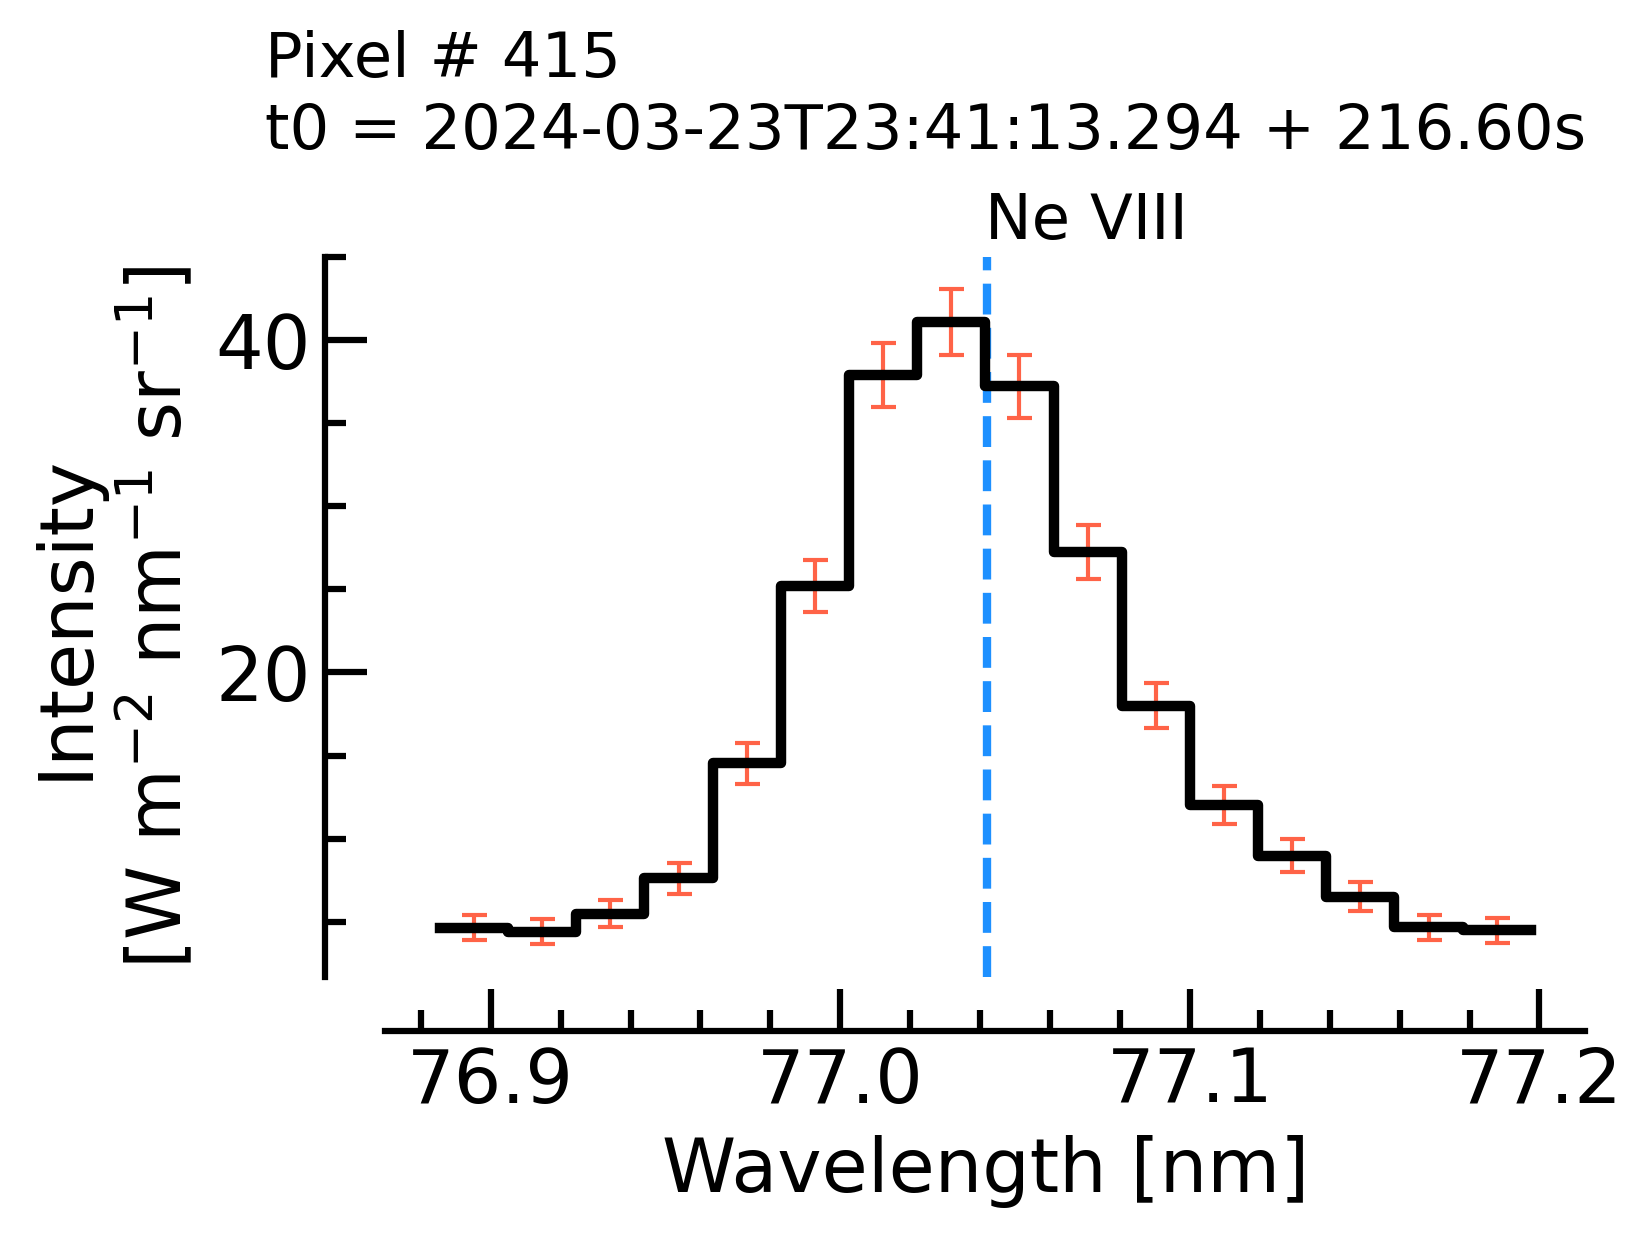 Pixel # 415
t0 = 2024-03-23T23:41:13.294 + 216.60s
Ne VIII
Intensity
[W m⁻² nm⁻¹ sr⁻¹]
40
20
76.9 77.0 77.1 77.2
Wavelength [nm]